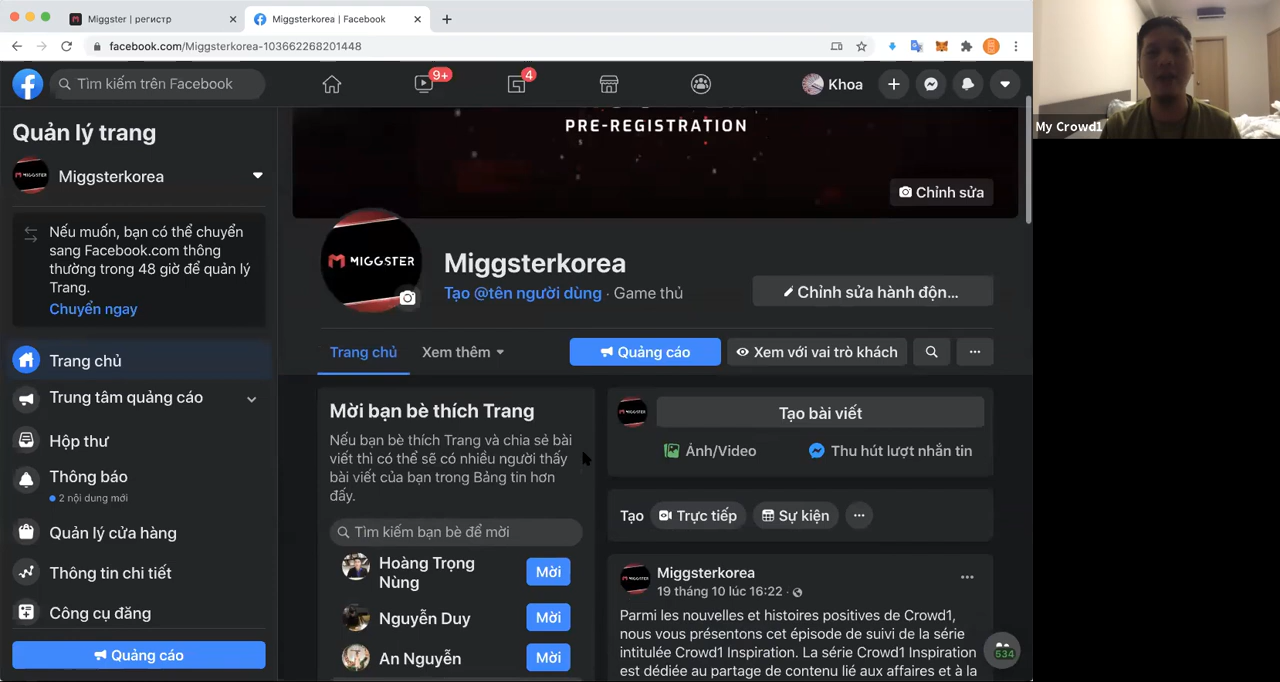 Miggster | регистр
Miggsterkorea | Facebook
facebook.com/Miggsterkorea-103662268201448
Tìm kiếm trên Facebook
9+
4
Khoa
My Crowd1
Quản lý trang
Miggsterkorea
Nếu muốn, bạn có thể chuyển
sang Facebook.com thông
thường trong 48 giờ để quản lý
Trang.
Chuyển ngay
Trang chủ
Trung tâm quảng cáo
Hộp thư
Thông báo
2 nội dung mới
Quản lý cửa hàng
Thông tin chi tiết
Công cụ đăng
Quảng cáo
PRE-REGISTRATION
Chỉnh sửa
MIGGSTER
Miggsterkorea
Tạo @tên người dùng · Game thủ
Chỉnh sửa hành độn...
Trang chủ
Xem thêm
Quảng cáo
Xem với vai trò khách
Mời bạn bè thích Trang
Nếu bạn bè thích Trang và chia sẻ bài
viết thì có thể sẽ có nhiều người thấy
bài viết của bạn trong Bảng tin hơn
đấy.
Tìm kiếm bạn bè để mời
Hoàng Trọng
Nùng
Mời
Nguyễn Duy
Mời
An Nguyễn
Mời
Tạo bài viết
Ảnh/Video
Thu hút lượt nhắn tin
Tạo
Trực tiếp
Sự kiện
Miggsterkorea
19 tháng 10 lúc 16:22 ·
Parmi les nouvelles et histoires positives de Crowd1,
nous vous présentons cet épisode de suivi de la série
intitulée Crowd1 Inspiration. La série Crowd1 Inspiration
est dédiée au partage de contenu lié aux affaires et à la
534